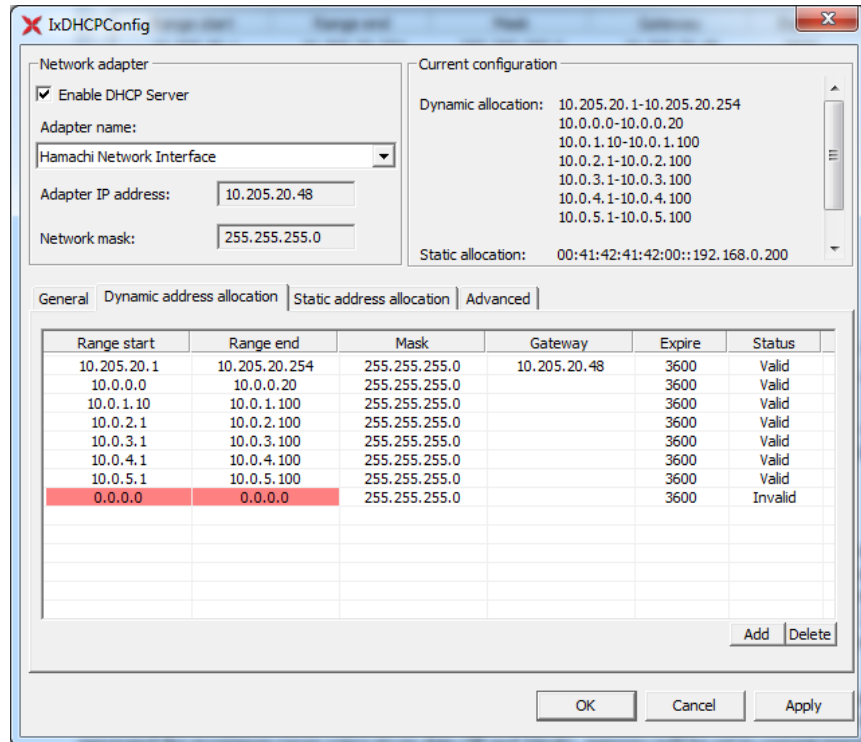 IxDHCPConfig
Network adapter
Enable DHCP Server
Adapter name:
Hamachi Network Interface
Adapter IP address: 10.205.20.48
Network mask: 255.255.255.0
Current configuration
Dynamic allocation: 10.205.20.1-10.205.20.254
10.0.0.0-10.0.0.20
10.0.1.10-10.0.1.100
10.0.2.1-10.0.2.100
10.0.3.1-10.0.3.100
10.0.4.1-10.0.4.100
10.0.5.1-10.0.5.100
Static allocation: 00:41:42:41:42:00::192.168.0.200
General Dynamic address allocation Static address allocation Advanced
Range start Range end Mask Gateway Expire Status
10.205.20.1 10.205.20.254 255.255.255.0 10.205.20.48 3600 Valid
10.0.0.0 10.0.0.20 255.255.255.0 3600 Valid
10.0.1.10 10.0.1.100 255.255.255.0 3600 Valid
10.0.2.1 10.0.2.100 255.255.255.0 3600 Valid
10.0.3.1 10.0.3.100 255.255.255.0 3600 Valid
10.0.4.1 10.0.4.100 255.255.255.0 3600 Valid
10.0.5.1 10.0.5.100 255.255.255.0 3600 Valid
0.0.0.0 0.0.0.0 255.255.255.0 3600 Invalid
Add Delete
OK Cancel Apply